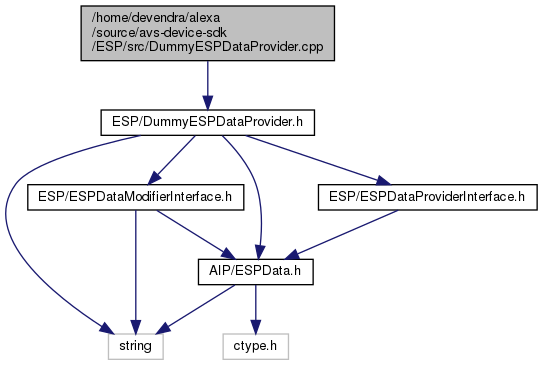 /home/devendra/alexa
/source/avs-device-sdk
/ESP/src/DummyESPDataProvider.cpp
ESP/DummyESPDataProvider.h
ESP/ESPDataModifierInterface.h
ESP/ESPDataProviderInterface.h
AIP/ESPData.h
string
ctype.h